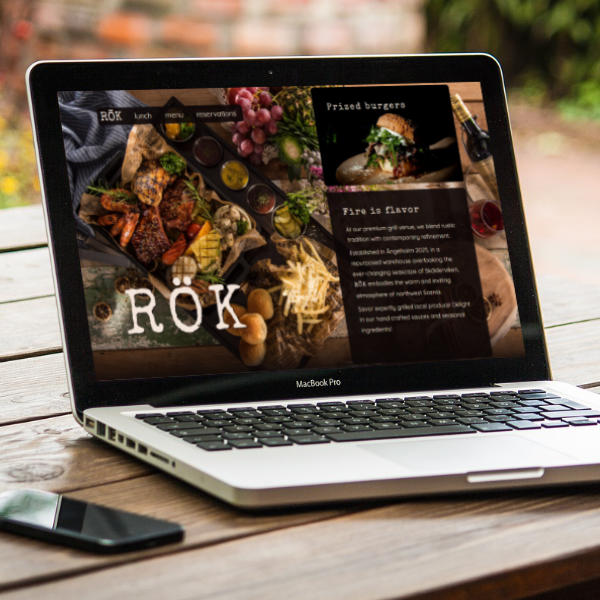 RÖK lunch menu reservations
Prized burgers
Fire is flavor
At our premium grill venue, we blend rustic
tradition with contemporary refinement.
Established in Ängelholm 2025, in a
repurposed warehouse overlooking the
ever-changing seascape of Skälderviken,
RÖK embodies the warm and inviting
atmosphere of northwest Scania.
Savor expertly grilled local produce! Delight
in our hand crafted sauces and seasonal
ingredients!
RÖK
MacBook Pro